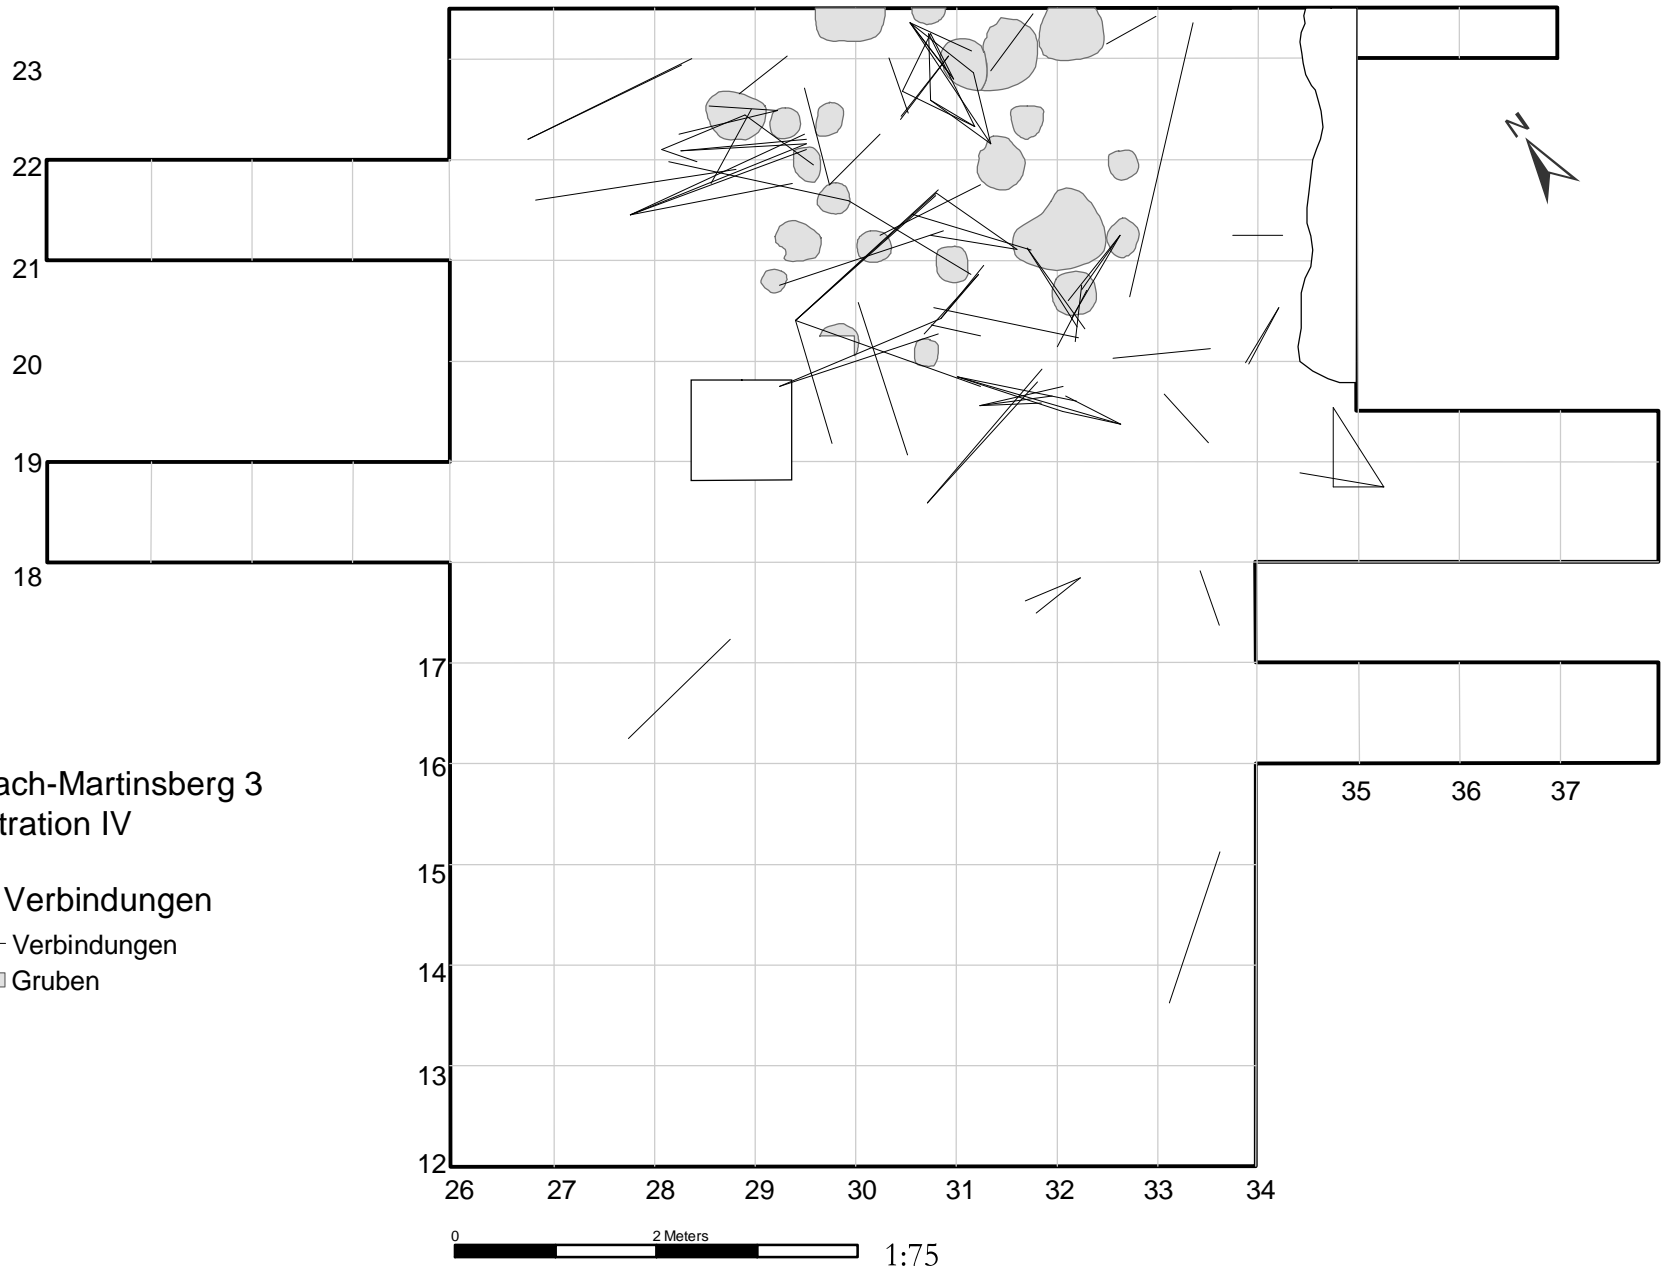 23
22
21
20
19
18
17
16
15
14
13
12
26 27 28 29 30 31 32 33 34
35 36 37
N
ach-Martinsberg 3
tration IV
Verbindungen
Verbindungen
Gruben
0 2 Meters
1:75